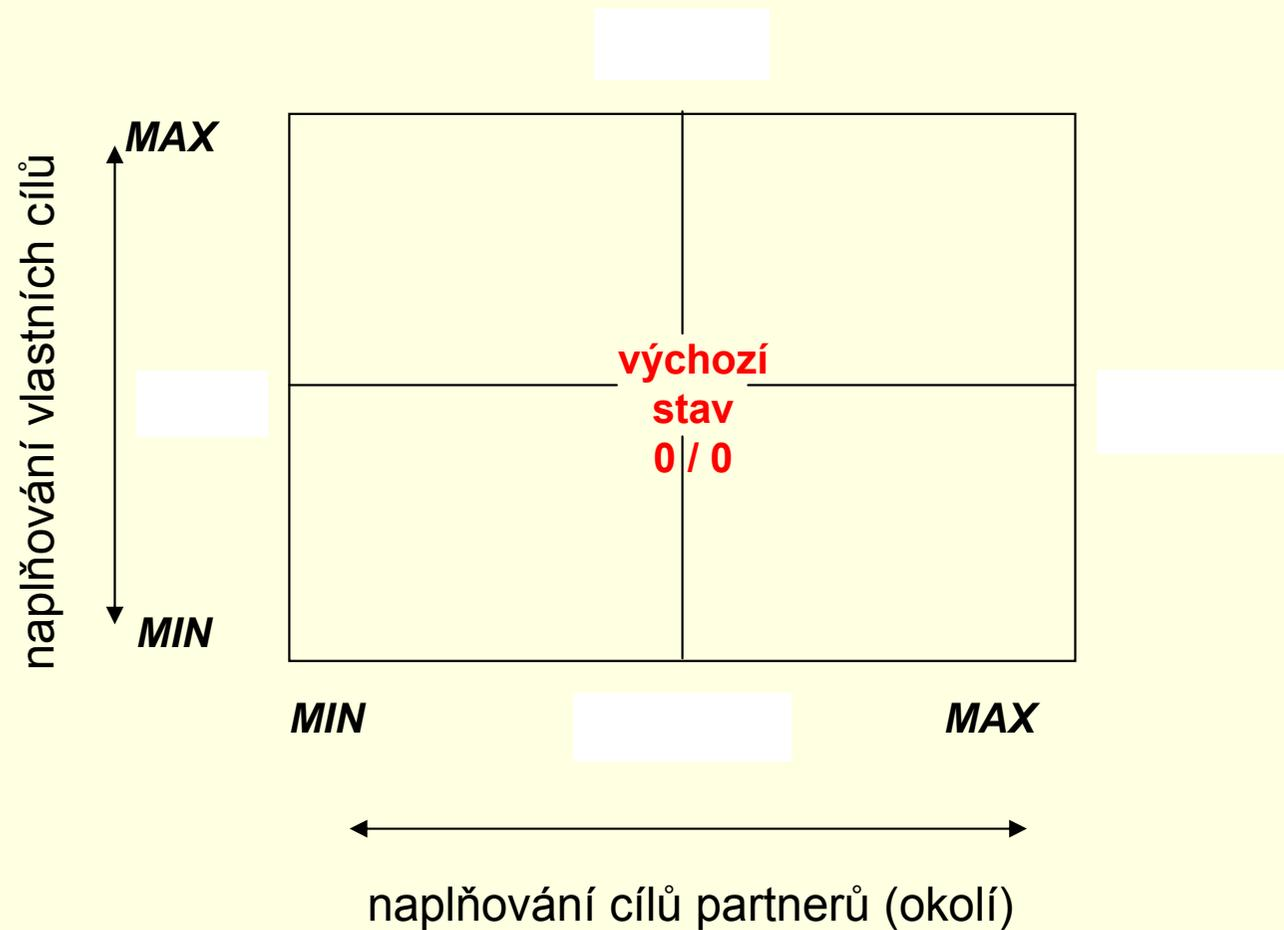 MAX
naplňování vlastních cílů
výchozí
stav
0 / 0
MIN
MIN
MAX
naplňování cílů partnerů (okolí)